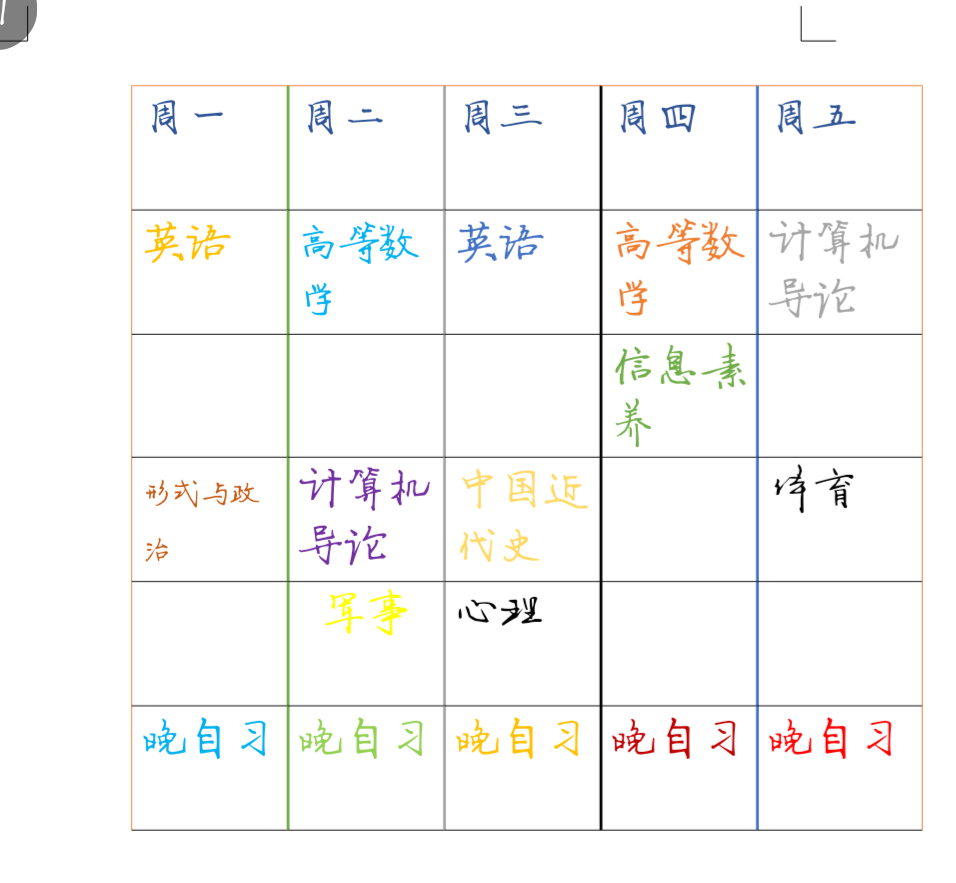 周一 周二 周三 周四 周五
英语 高等数 英语 高等数 计算机
学 学 导论
信息素
养
形式与政 计算机 中国近 体育
治 导论 代史
军事 心理
晚自习 晚自习 晚自习 晚自习 晚自习